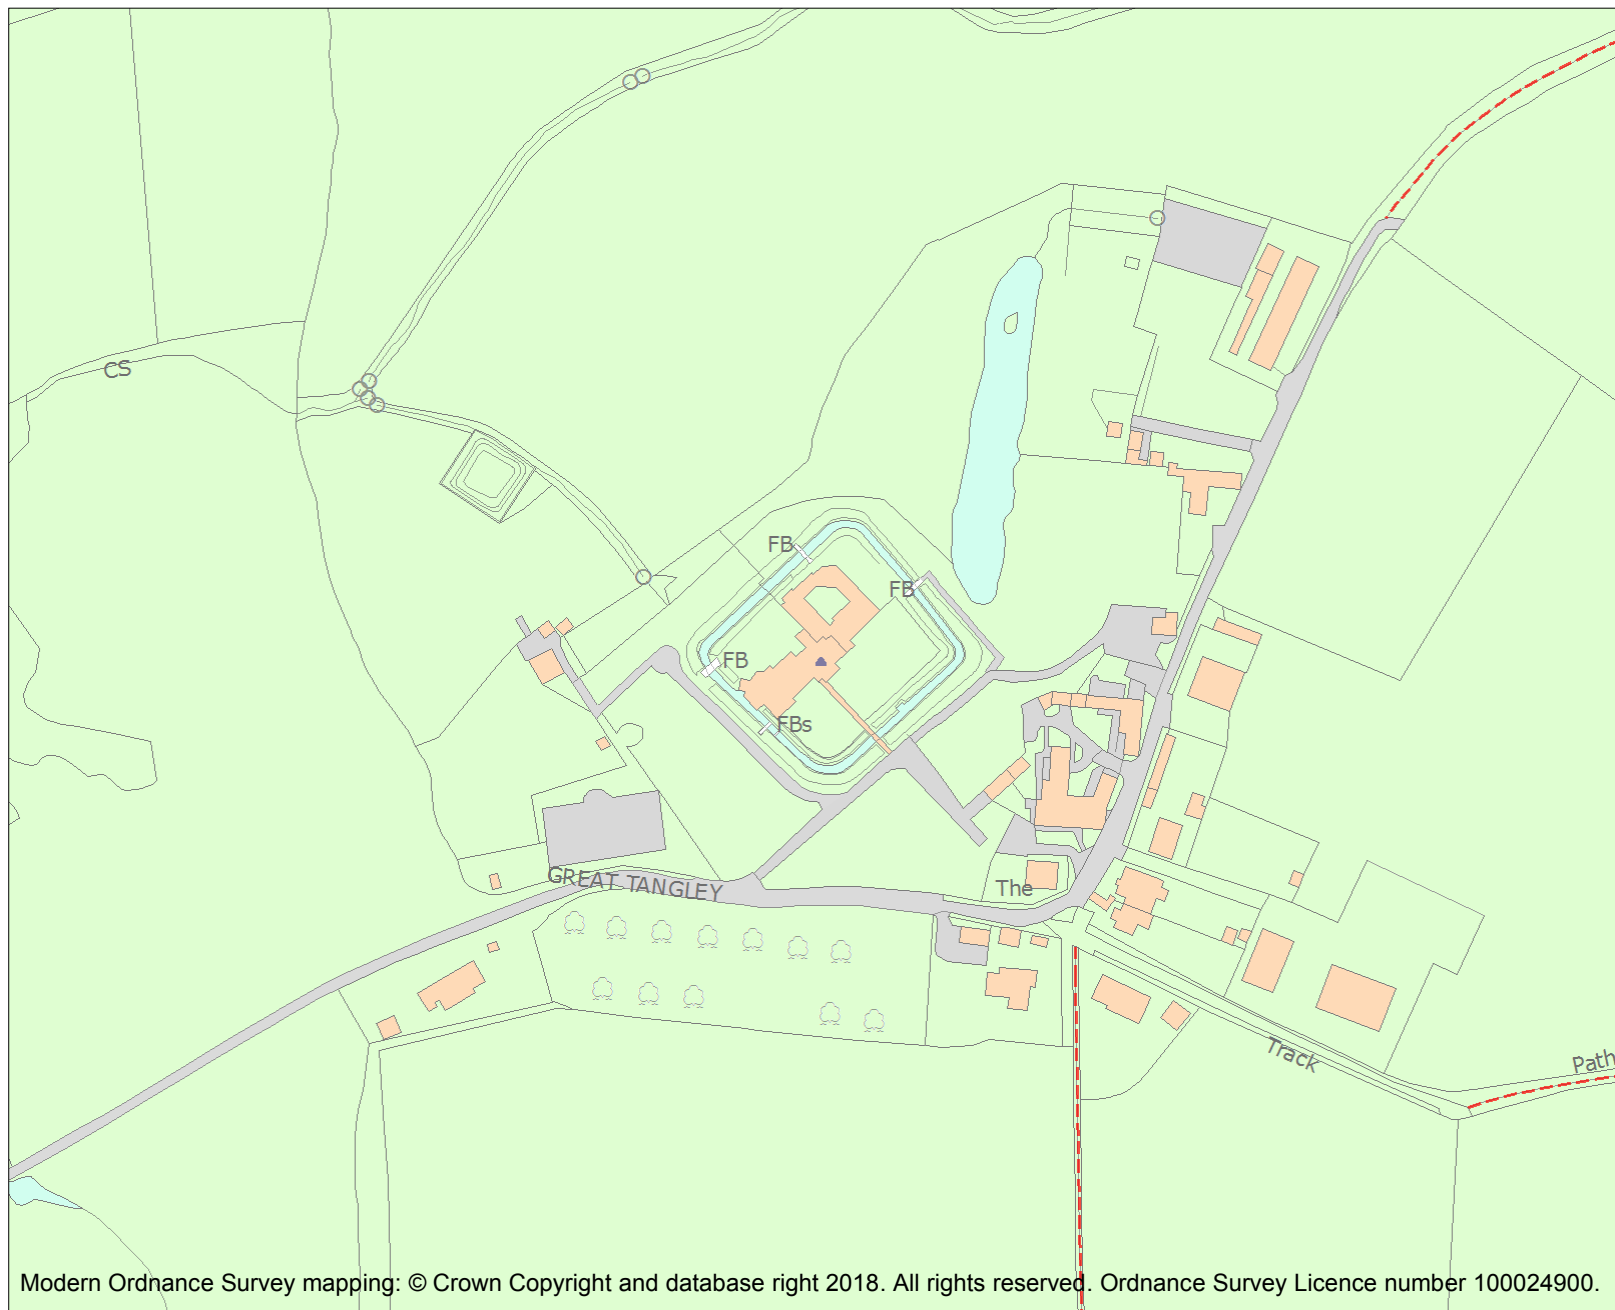 CS
FB
FB
FB
FBs
GREAT TANGLEY
The
Track
Path
Modern Ordnance Survey mapping: © Crown Copyright and database right 2018. All rights reserved. Ordnance Survey Licence number 100024900.